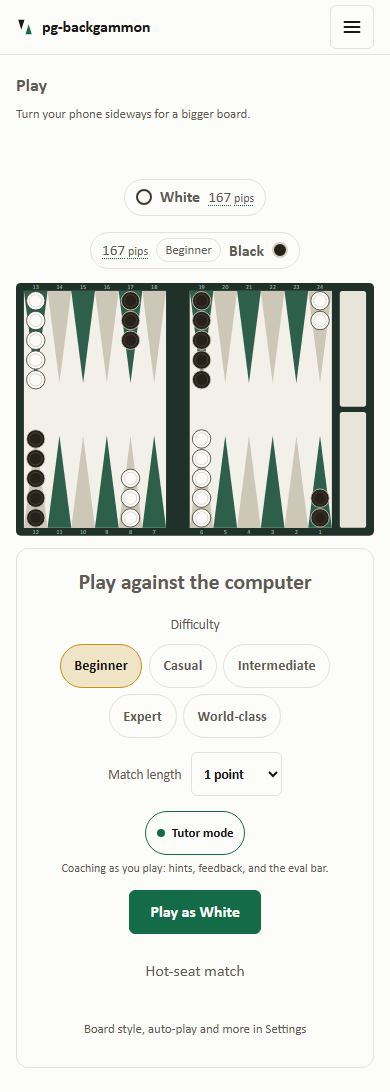 pg-backgammon
Play
Turn your phone sideways for a bigger board.
White 167 pips
167 pips Beginner Black
13 14 15 16 17 18 19 20 21 22 23 24
12 11 10 9 8 7 6 5 4 3 2 1
Play against the computer
Difficulty
Beginner Casual Intermediate
Expert World-class
Match length 1 point
Tutor mode
Coaching as you play: hints, feedback, and the eval bar.
Play as White
Hot-seat match
Board style, auto-play and more in Settings